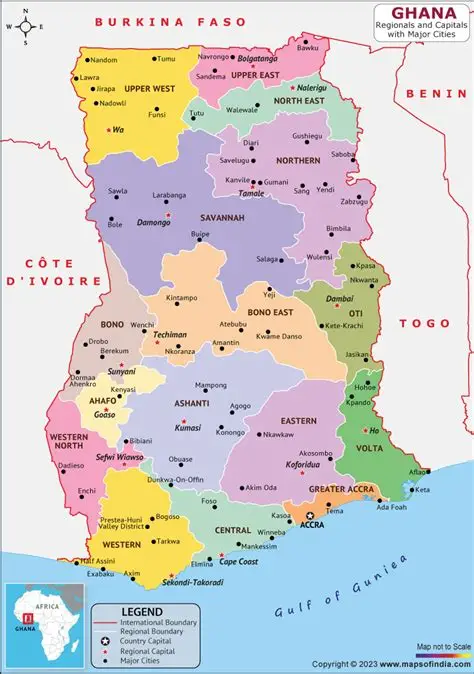 GHANA
Regionals and Capitals
with Major Cities
N
BURKINA FASO
Bawku
Navrongo
Bolgatanga
Sandema
UPPER EAST
Nandom
Tumu
Lawra
Jirapa
UPPER WEST
Nadowli
Funsi
Wa
Nalerigu
NORTH EAST
Walewale
Tutu
BENIN
Gushiegu
Diari
NORTHERN
Savelugu
Saboba
Kanvile
Gumani
Tamale
Sang
Yendi
Zabzugu
Bimbila
Wulensi
Sawla
Larabanga
Bole
Damongo
SAVANNAH
Buipe
Salaga
CÔTE
D'IVOIRE
Kpasa
Nkwanta
Dambai
OTI
Kete-Krachi
Jasikan
TOGO
Yeji
Kintampo
BONO EAST
Atebubu
Kwame Danso
Techiman
Nkoranza
Amantin
BONO
Wenchi
Drobo
Berekum
Sunyani
Dormaa
Ahenkro
Kenyasi
AHAFO
Goaso
Mampong
ASHANTI
Agogo
Kumasi
Konongo
Obuase
EASTERN
Nkawkaw
Akosombo
Koforidua
Akim Oda
Hohoe
Kpando
Ho
VOLTA
Aflao
Keta
WESTERN
NORTH
Bibiani
Sefwi Wiawso
Dadieso
Enchi
Dunkwa-On-Offin
GREATER ACCRA
Tema
Ada Foah
ACCRA
Foso
Kasoa
CENTRAL
Winneba
Mankessim
Elmina
Cape Coast
Prestea-Huni
Valley District
Bogoso
WESTERN
Tarkwa
Half Assini
Exabaku
Axim
Sekondi-Takoradi
Gulf of Guniea
AFRICA
GHANA
LEGEND
International Boundary
Regional Boundary
Country Capital
Regional Capital
Major Cities
Map not to Scale
Copyright © 2023 www.mapsofindia.com